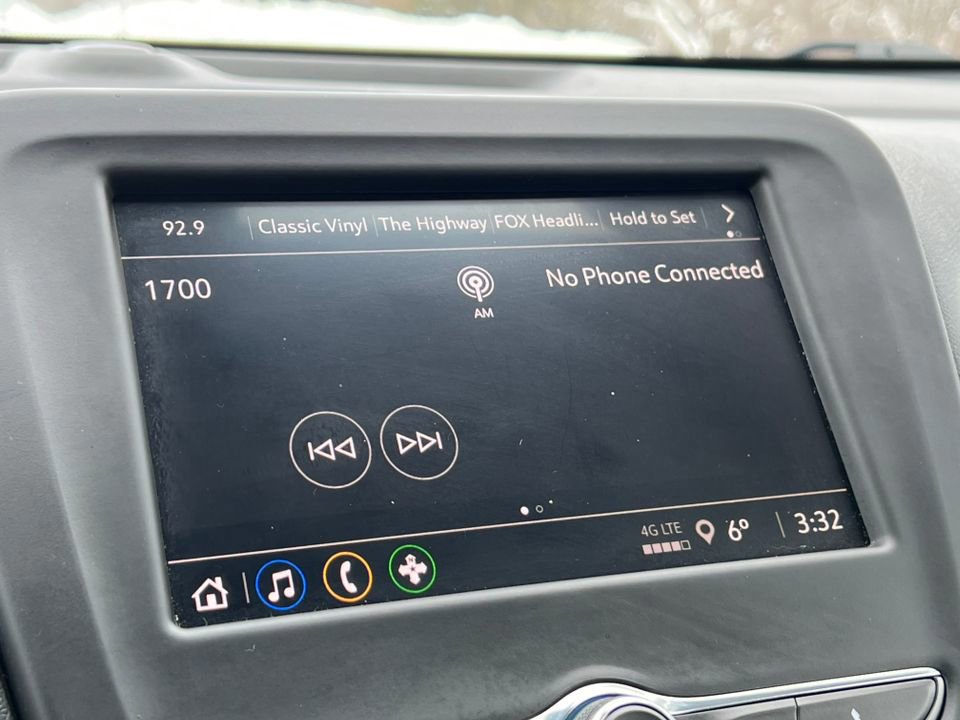 92.9 Classic Vinyl The Highway FOX Headli... Hold to Set
1700
AM
No Phone Connected
4G LTE 6° 3:32